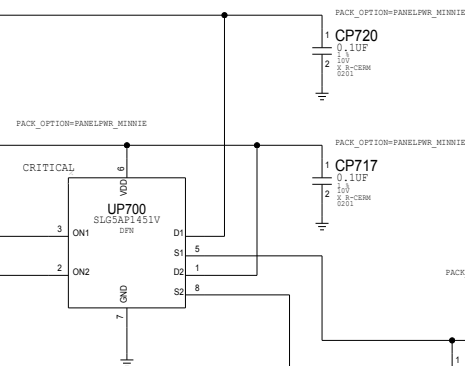 PACK_OPTION=PANELPWR_MINNIE
1 CP720
0.1UF
10V
X R-CERM
0201
2
PACK_OPTION=PANELPWR_MINNIE
PACK_OPTION=PANELPWR_MINNIE
1 CP717
0.1UF
10V
X R-CERM
0201
2
CRITICAL
6
VDD
UP700
SLG5AP1451V
DFN
3 ON1
D1
S1 5
2 ON2
D2 1
S2 8
GND
7
PACK
1